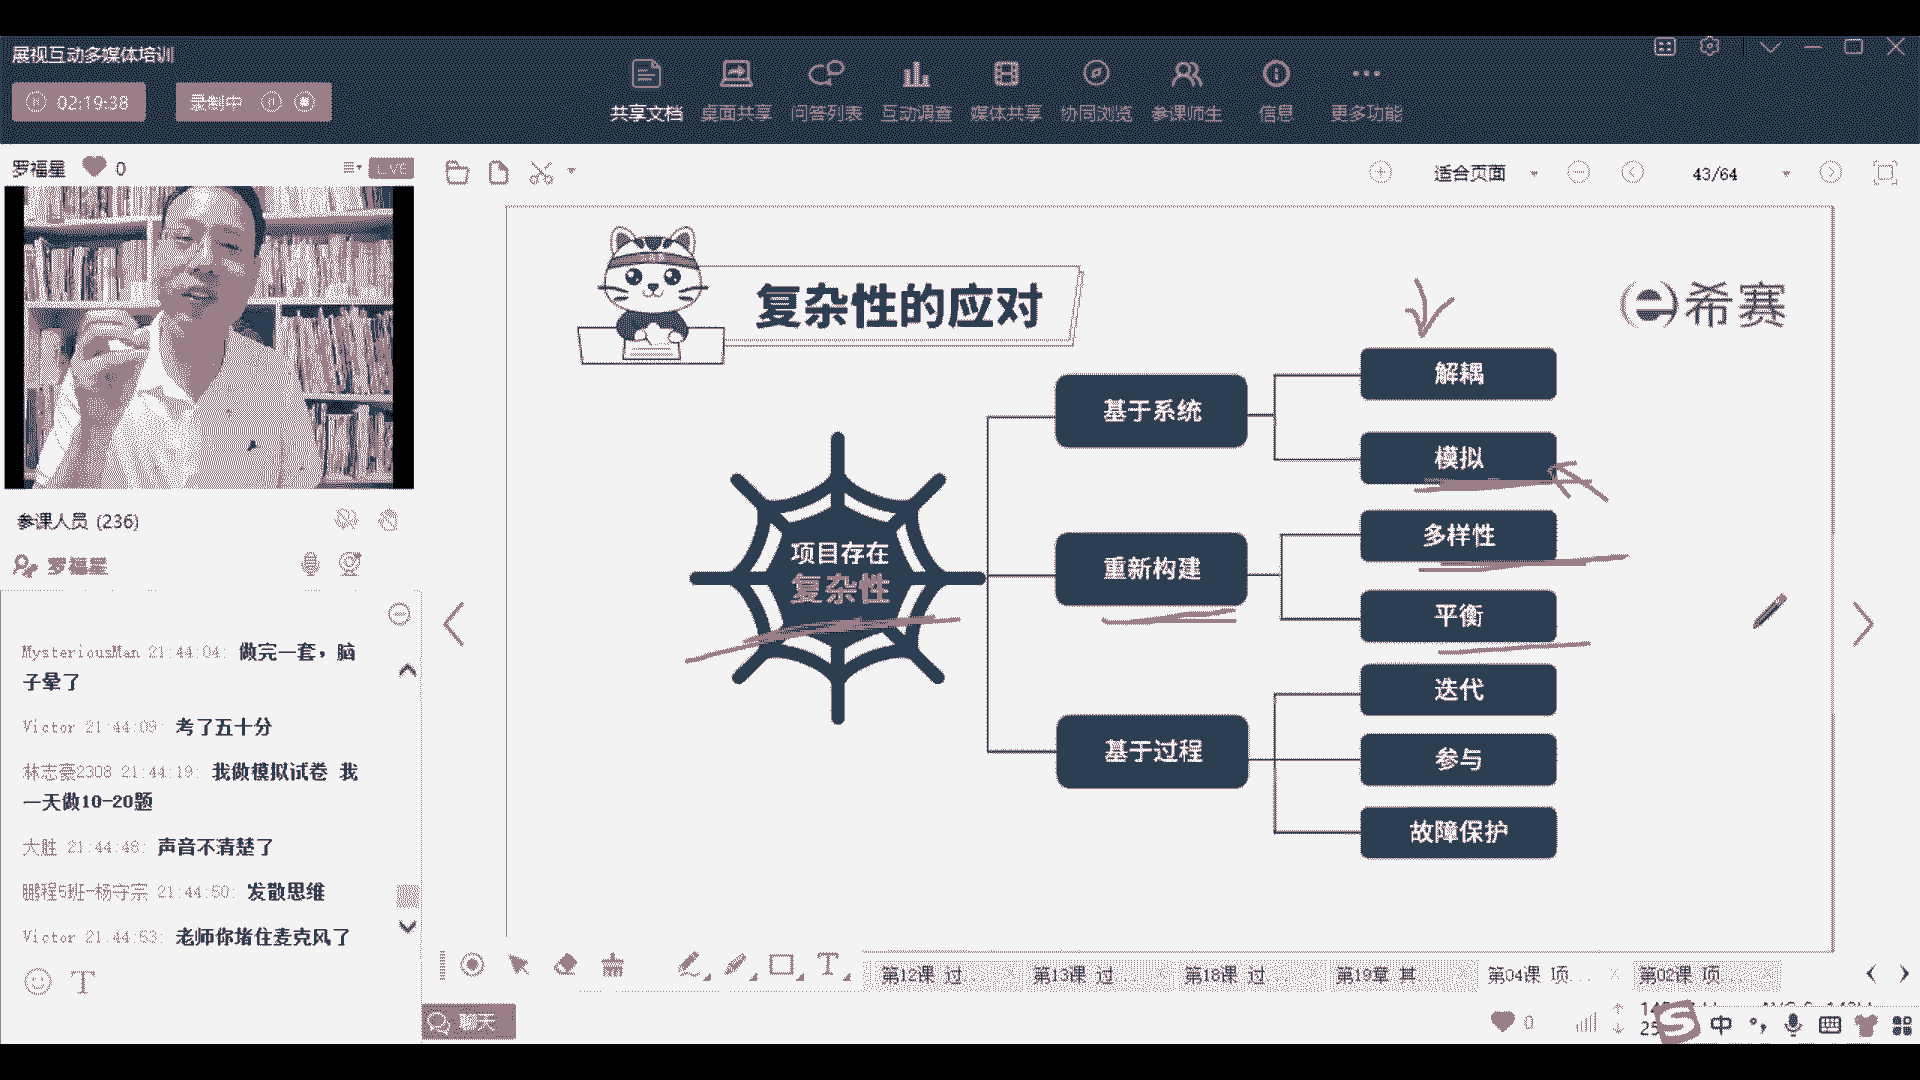 展视互动多媒体培训
02:19:38
录制中
共享文档 桌面共享 问答列表 互动调查 媒体共享 协同浏览 参课师生 信息 更多功能
罗福星 0
LIVE
适合页面
43/64
复杂性的应对
希赛
项目存在
复杂性
基于系统
解耦
模拟
重新构建
多样性
平衡
基于过程
迭代
参与
故障保护
参课人员 (236)
罗福星
MysteriousMan 21:44:04: 做完一套，脑
子晕了
Victor 21:44:09: 考了五十分
林志豪2308 21:44:19: 我做模拟试卷 我
一天做10-20题
大胜 21:44:48: 声音不清楚了
鹏程5班-杨守宗 21:44:50: 发散思维
Victor 21:44:53: 老师你堵住麦克风了
T
T
第12课 过
第13课 过
第18课 过
第19章 其
第04课 项...
第02课 项
聊天
0
中